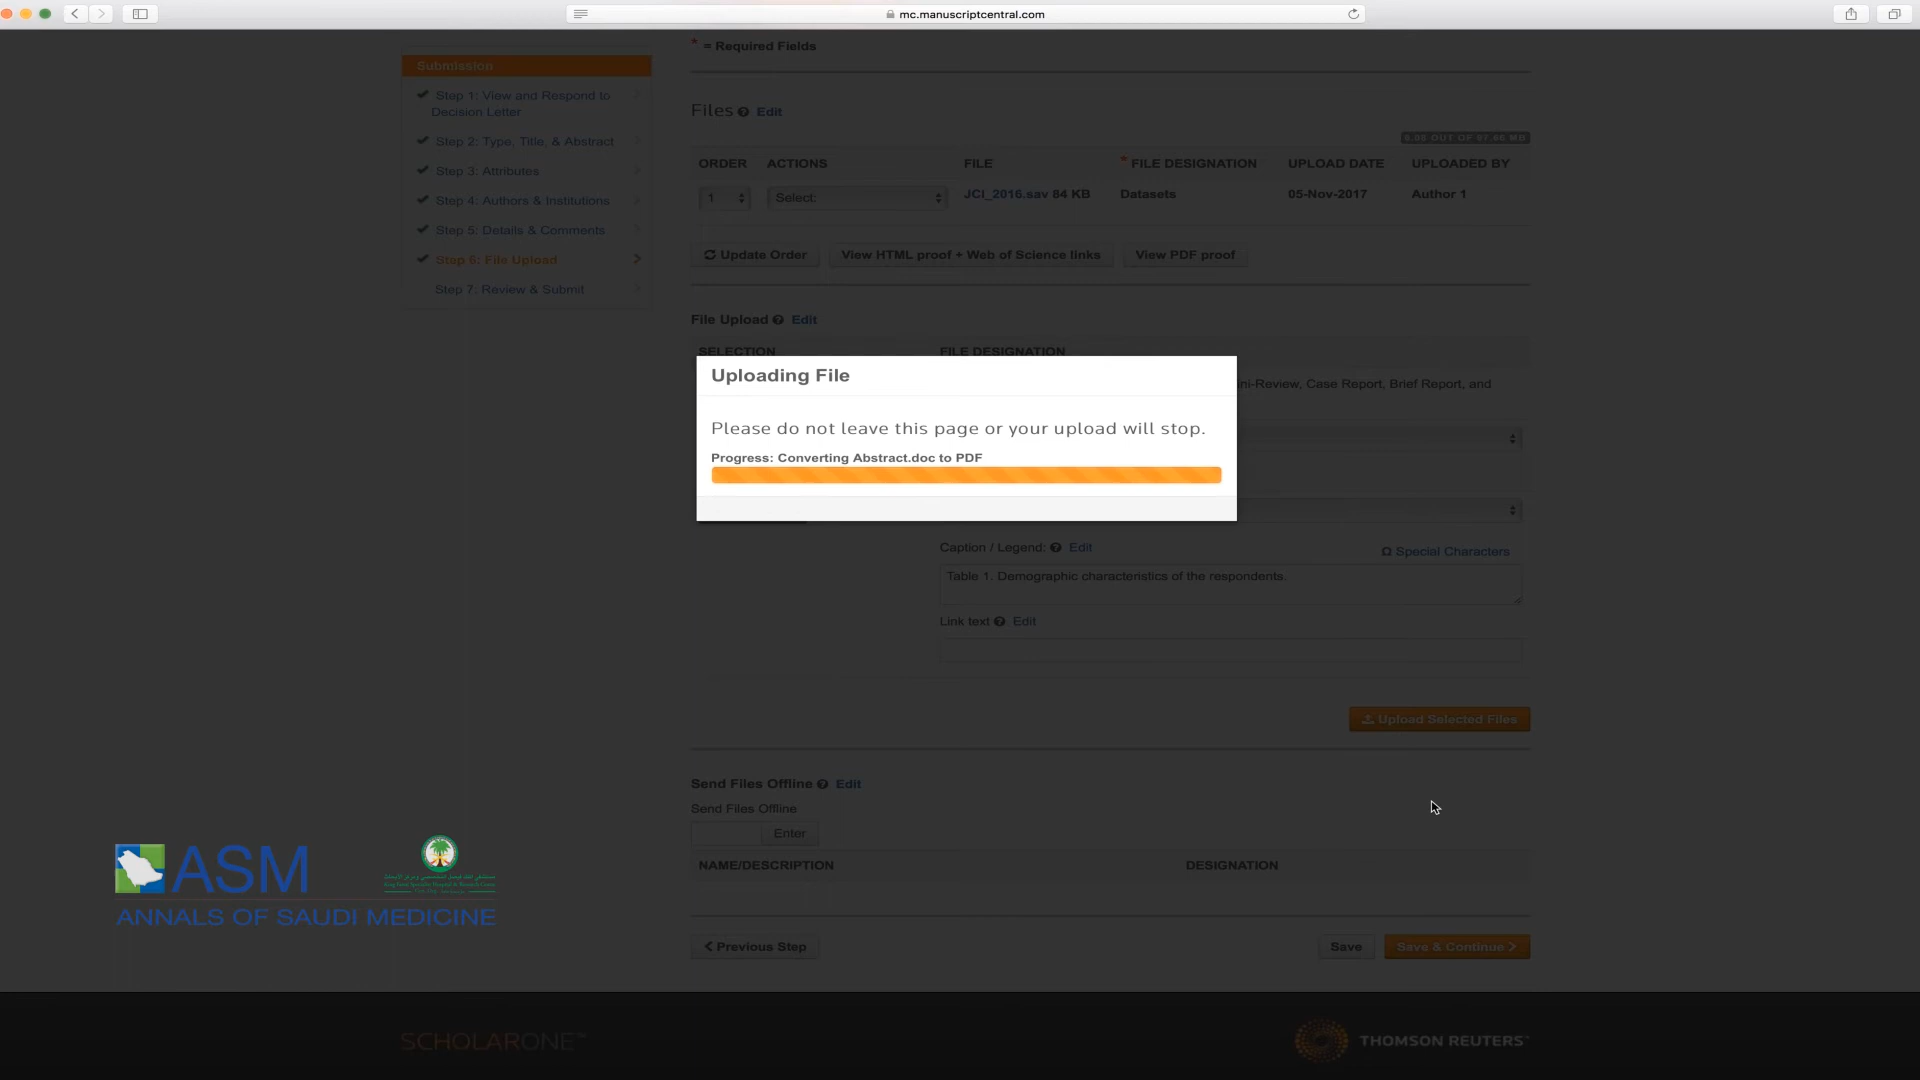 mc.manuscriptcentral.com
* = Required Fields
Submission
Step 1: View and Respond to
Decision Letter
Step 2: Type, Title, & Abstract
Step 3: Attributes
Step 4: Authors & Institutions
Step 5: Details & Comments
Step 6: File Upload
Step 7: Review & Submit
Files Edit
OUT OF 97.66 MB
ORDER ACTIONS FILE * FILE DESIGNATION UPLOAD DATE UPLOADED BY
1 Select: JCI_2016.sav 84 KB Datasets 05-Nov-2017 Author 1
Update Order View HTML proof + Web of Science links View PDF proof
File Upload Edit
SELECTION FILE DESIGNATION
ni-Review, Case Report, Brief Report, and
Uploading File
Please do not leave this page or your upload will stop.
Progress: Converting Abstract.doc to PDF
Caption / Legend: Edit
Ω Special Characters
Table 1. Demographic characteristics of the respondents.
Link text Edit
Upload Selected Files
Send Files Offline Edit
Send Files Offline
Enter
NAME/DESCRIPTION DESIGNATION
Previous Step Save Save & Continue
ASM
ANNALS OF SAUDI MEDICINE
SCHOLARONE™
THOMSON REUTERS™